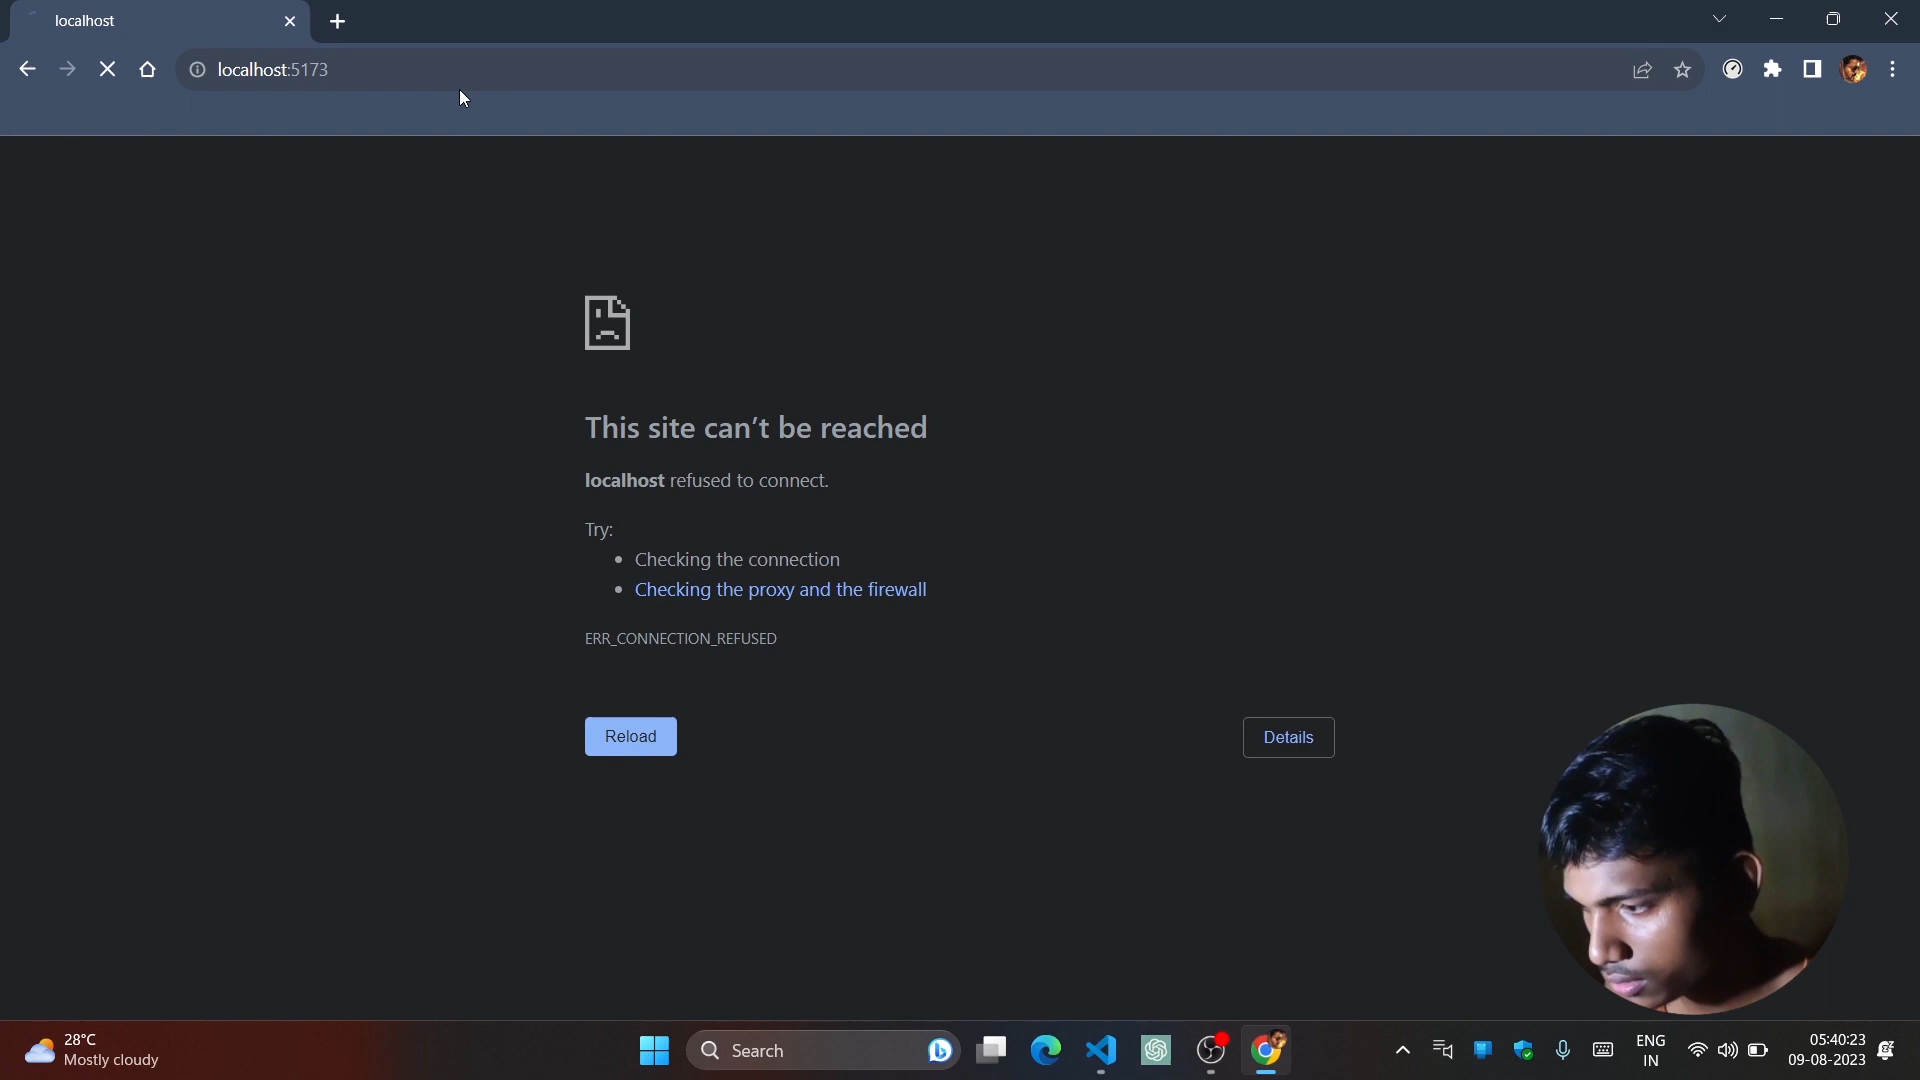 localhost
localhost:5173
This site can't be reached
localhost refused to connect.
Try:
Checking the connection
Checking the proxy and the firewall
ERR_CONNECTION_REFUSED
Reload
Details
28°C
Mostly cloudy
Search
ENG
IN
05:40:23
09-08-2023